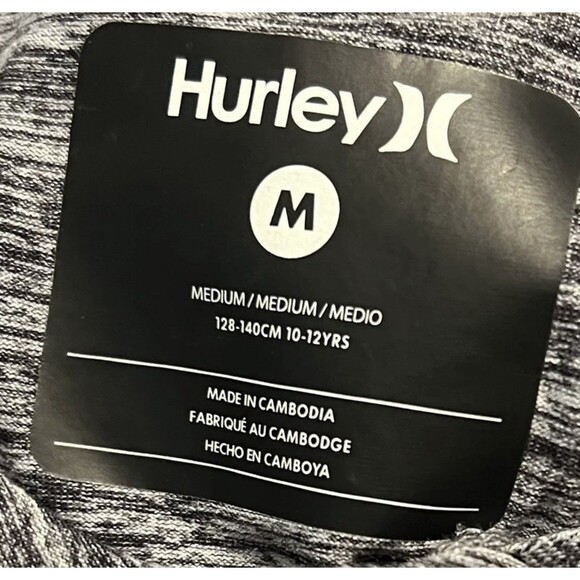 Hurley
M
MEDIUM / MEDIUM / MEDIO
128-140CM 10-12YRS
MADE IN CAMBODIA
FABRIQUÉ AU CAMBODGE
HECHO EN CAMBOYA